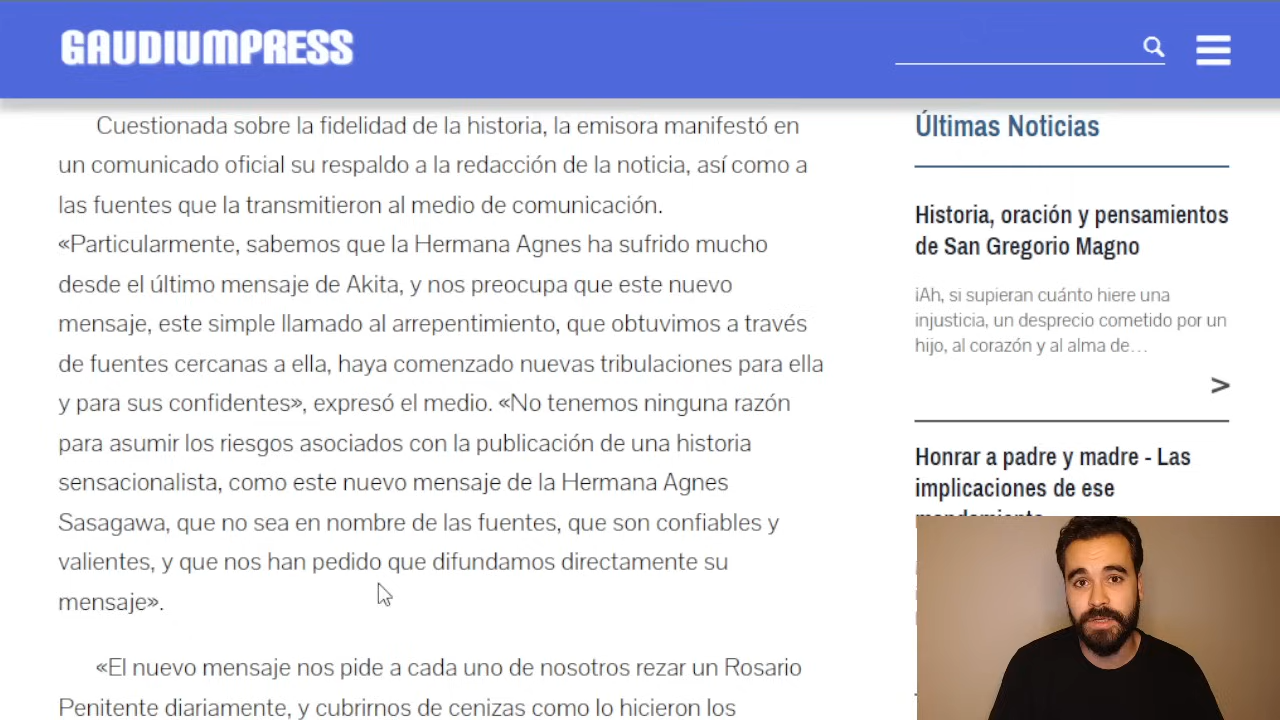 GAUDIUMPRESS
Cuestionada sobre la fidelidad de la historia, la emisora manifestó en
un comunicado oficial su respaldo a la redacción de la noticia, así como a
las fuentes que la transmitieron al medio de comunicación.
«Particularmente, sabemos que la Hermana Agnes ha sufrido mucho
desde el último mensaje de Akita, y nos preocupa que este nuevo
mensaje, este simple llamado al arrepentimiento, que obtuvimos a través
de fuentes cercanas a ella, haya comenzado nuevas tribulaciones para ella
y para sus confidentes», expresó el medio. «No tenemos ninguna razón
para asumir los riesgos asociados con la publicación de una historia
sensacionalista, como este nuevo mensaje de la Hermana Agnes
Sasagawa, que no sea en nombre de las fuentes, que son confiables y
valientes, y que nos han pedido que difundamos directamente su
mensaje».
«El nuevo mensaje nos pide a cada uno de nosotros rezar un Rosario
Penitente diariamente, y cubrirnos de cenizas como lo hicieron los
Últimas Noticias
Historia, oración y pensamientos
de San Gregorio Magno
¡Ah, si supieran cuánto hiere una
injusticia, un desprecio cometido por un
hijo, al corazón y al alma de…
>
Honrar a padre y madre - Las
implicaciones de ese
mandamiento